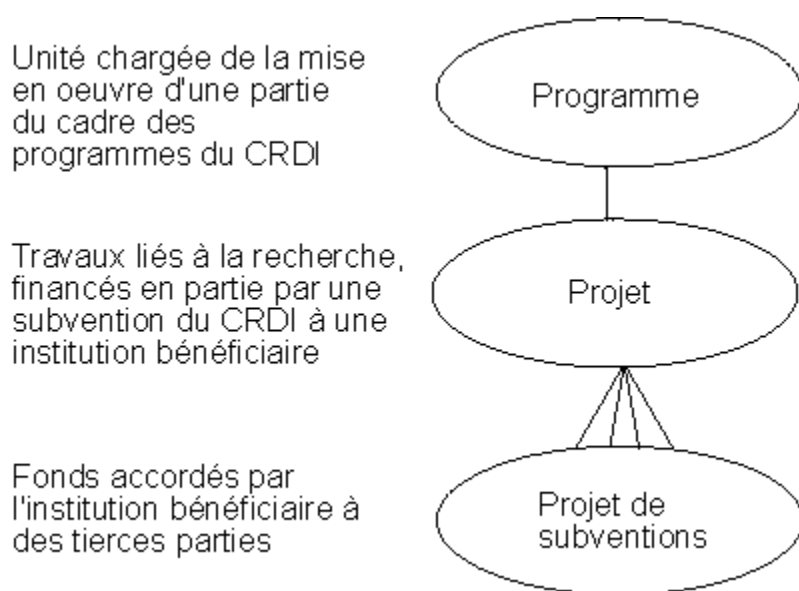 Unité chargée de la mise
en oeuvre d'une partie
du cadre des
programmes du CRDI
Programme
Travaux liés à la recherche,
financés en partie par une
subvention du CRDI à une
institution bénéficiaire
Projet
Fonds accordés par
l'institution bénéficiaire à
des tierces parties
Projet de
subventions